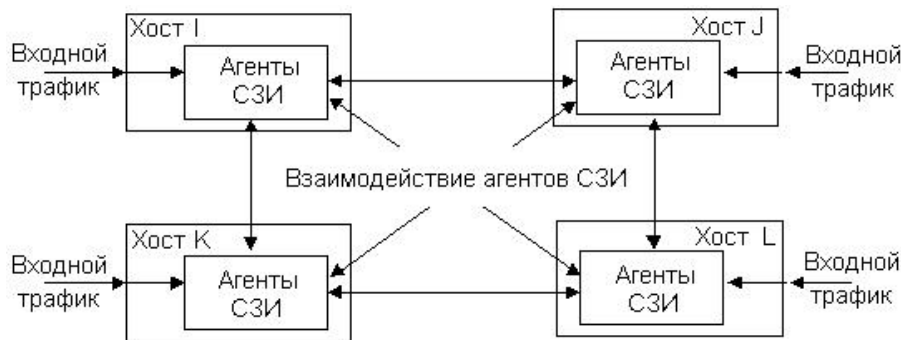 Хост I
Хост J
Входной
трафик
Агенты
СЗИ
Агенты
СЗИ
Входной
трафик
Взаимодействие агентов СЗИ
Хост K
Хост L
Входной
трафик
Агенты
СЗИ
Агенты
СЗИ
Входной
трафик